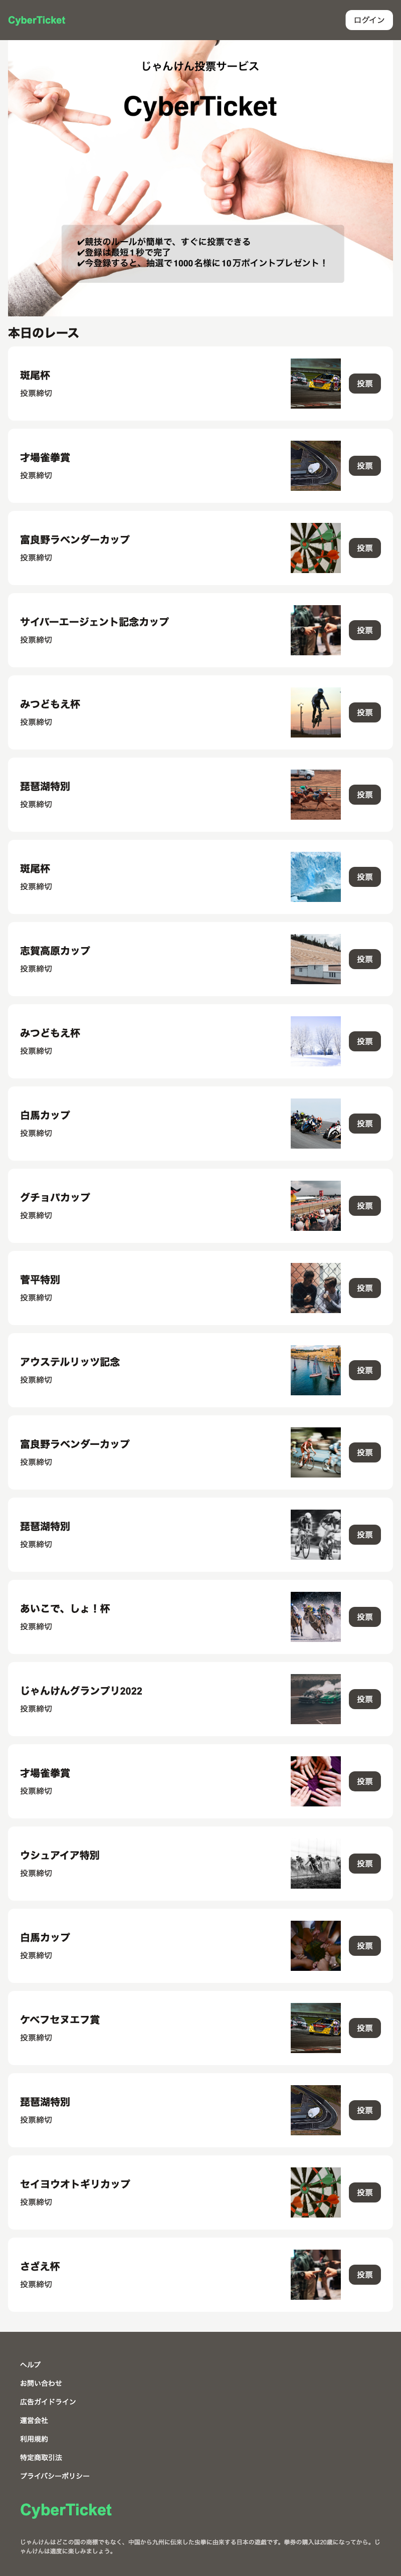 CyberTicket
ログイン
じゃんけん投票サービス
CyberTicket
✔競技のルールが簡単で、すぐに投票できる
✔登録は最短1秒で完了
✔今登録すると、抽選で1000名様に10万ポイントプレゼント！
本日のレース
斑尾杯
投票締切
投票
才場雀拳賞
投票締切
投票
富良野ラベンダーカップ
投票締切
投票
サイバーエージェント記念カップ
投票締切
投票
みつどもえ杯
投票締切
投票
琵琶湖特別
投票締切
投票
斑尾杯
投票締切
投票
志賀高原カップ
投票締切
投票
みつどもえ杯
投票締切
投票
白馬カップ
投票締切
投票
グチョパカップ
投票締切
投票
菅平特別
投票締切
投票
アウステルリッツ記念
投票締切
投票
富良野ラベンダーカップ
投票締切
投票
琵琶湖特別
投票締切
投票
あいこで、しょ！杯
投票締切
投票
じゃんけんグランプリ2022
投票締切
投票
才場雀拳賞
投票締切
投票
ウシュアイア特別
投票締切
投票
白馬カップ
投票締切
投票
ケベフセヌエフ賞
投票締切
投票
琵琶湖特別
投票締切
投票
セイヨウオトギリカップ
投票締切
投票
さざえ杯
投票締切
投票
ヘルプ
お問い合わせ
広告ガイドライン
運営会社
利用規約
特定商取引法
プライバシーポリシー
CyberTicket
じゃんけんはどこの国の商標でもなく、中国から九州に伝来した虫拳に由来する日本の遊戯です。拳券の購入は20歳になってから。じ
ゃんけんは適度に楽しみましょう。